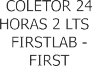 COLETOR 24
HORAS 2 LTS
FIRSTLAB -
FIRST